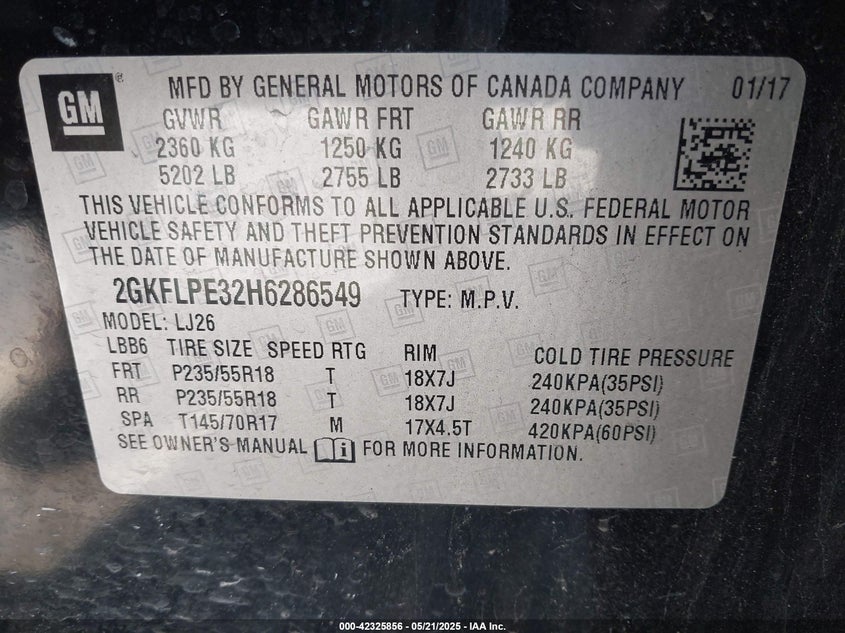 GM ® MFD BY GENERAL MOTORS OF CANADA COMPANY 01/17
GVWR GAWR FRT GAWR RR
2360 KG 1250 KG 1240 KG
5202 LB 2755 LB 2733 LB
THIS VEHICLE CONFORMS TO ALL APPLICABLE U.S. FEDERAL MOTOR
VEHICLE SAFETY AND THEFT PREVENTION STANDARDS IN EFFECT ON
THE DATE OF MANUFACTURE SHOWN ABOVE.
2GKFLPE32H6286549 TYPE: M.P.V.
MODEL: LJ26
LBB6 TIRE SIZE SPEED RTG RIM COLD TIRE PRESSURE
FRT P235/55R18 T 18X7J 240KPA(35PSI)
RR P235/55R18 T 18X7J 240KPA(35PSI)
SPA T145/70R17 M 17X4.5T 420KPA(60PSI)
SEE OWNER'S MANUAL FOR MORE INFORMATION.
000-42325856 — 05/21/2025 — IAA Inc.